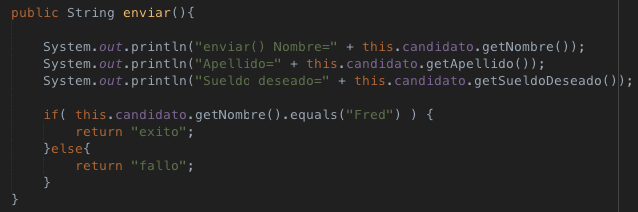 public String enviar(){
System.out.println("enviar() Nombre=" + this.candidato.getNombre());
System.out.println("Apellido=" + this.candidato.getApellido());
System.out.println("Sueldo deseado=" + this.candidato.getSueldoDeseado());
if( this.candidato.getNombre().equals("Fred") ) {
return "exito";
}else{
return "fallo";
}
}